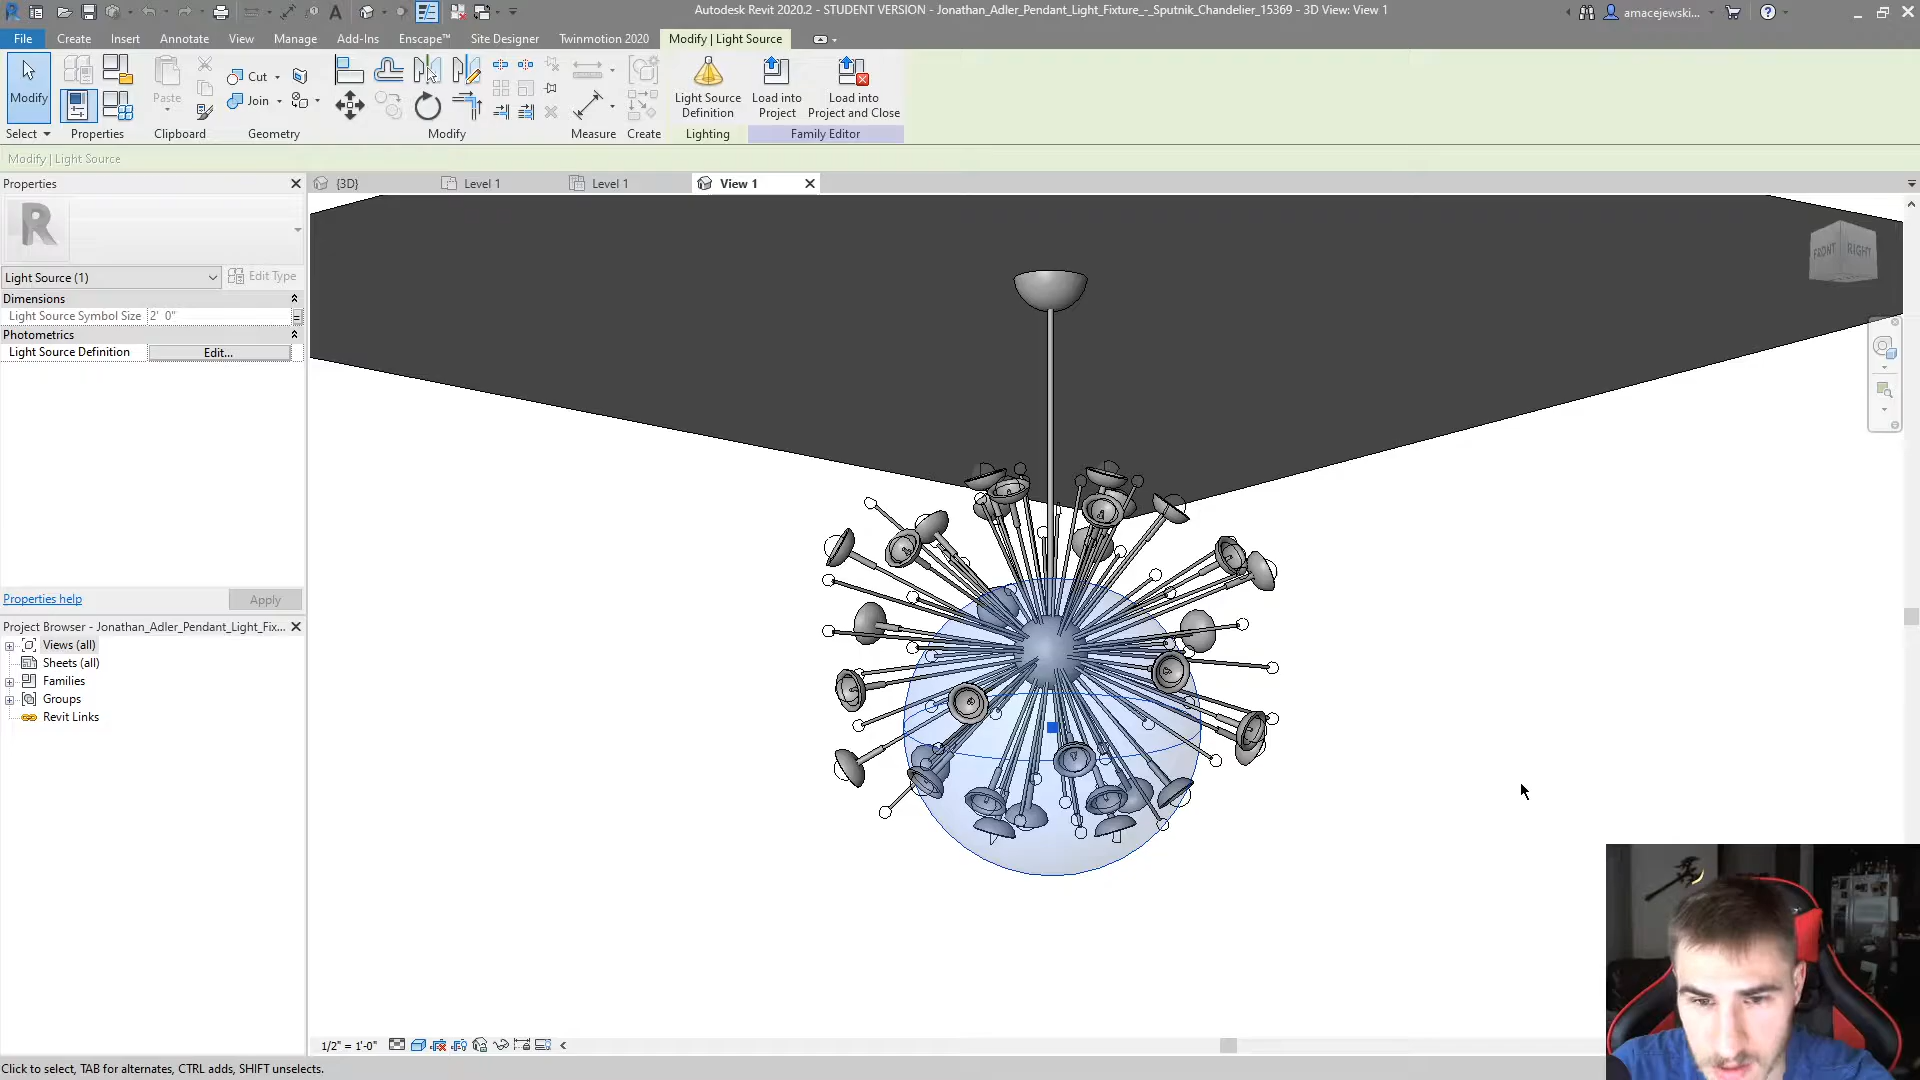 Autodesk Revit 2020.2 - STUDENT VERSION - Jonathan_Adler_Pendant_Light_Fixture_-_Sputnik_Chandelier_15369 - 3D View: View 1
amacejewski...
File Create Insert Annotate View Manage Add-Ins Enscape™ Site Designer Twinmotion 2020 Modify | Light Source
Modify
Paste
Cut
Join
Light Source Definition
Load into Project
Load into Project and Close
Select Properties Clipboard Geometry Modify Measure Create Lighting Family Editor
Modify | Light Source
Properties
{3D} Level 1 Level 1 View 1
R
Light Source (1) Edit Type
Dimensions
Light Source Symbol Size 2' 0"
Photometrics
Light Source Definition Edit...
FRONT RIGHT
Properties help Apply
Project Browser - Jonathan_Adler_Pendant_Light_Fix...
Views (all)
Sheets (all)
Families
Groups
Revit Links
1/2" = 1'-0"
Click to select, TAB for alternates, CTRL adds, SHIFT unselects.